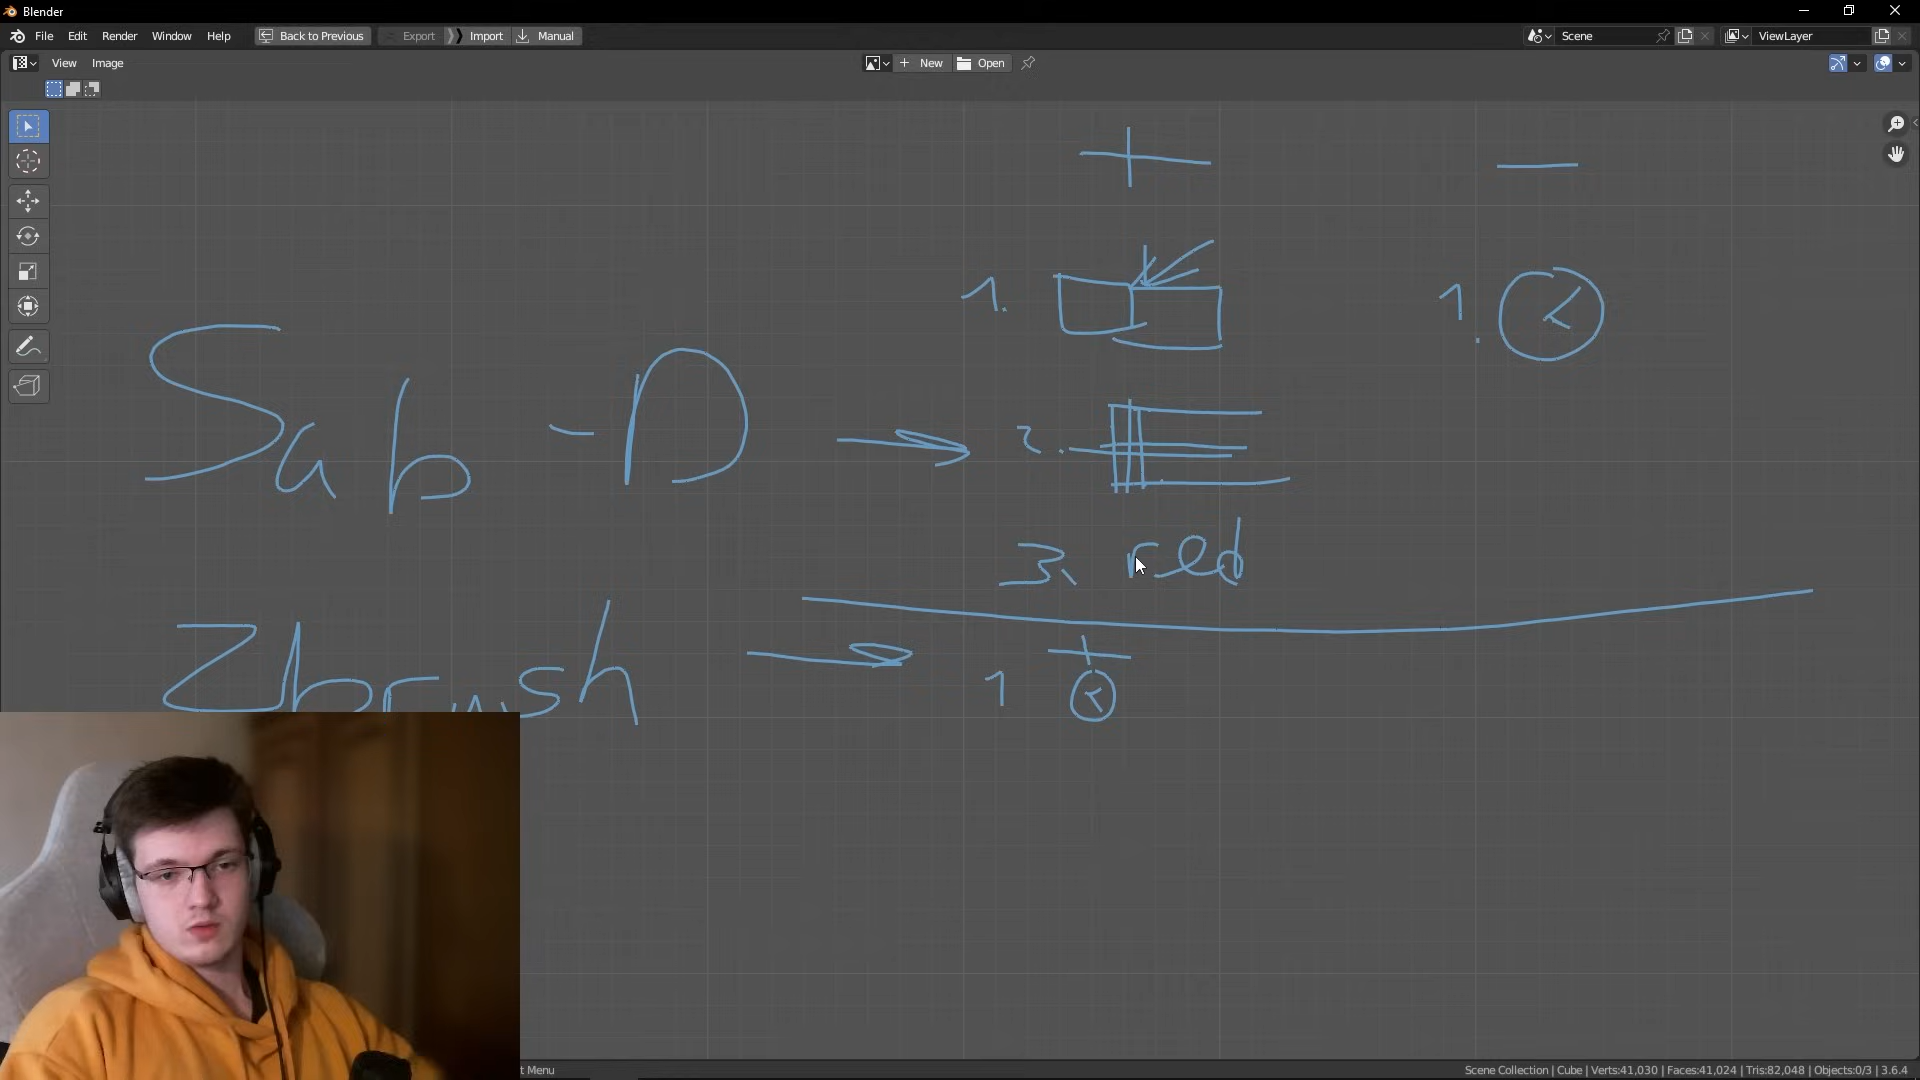 Blender
File Edit Render Window Help Back to Previous Export Import Manual Scene ViewLayer
View Image New Open
+ —
1. 1.
Sab-D 2.
3. red
Zbrush +
1
t Menu Scene Collection | Cube | Verts:41,030 | Faces:41,024 | Tris:82,048 | Objects:0/3 | 3.6.4